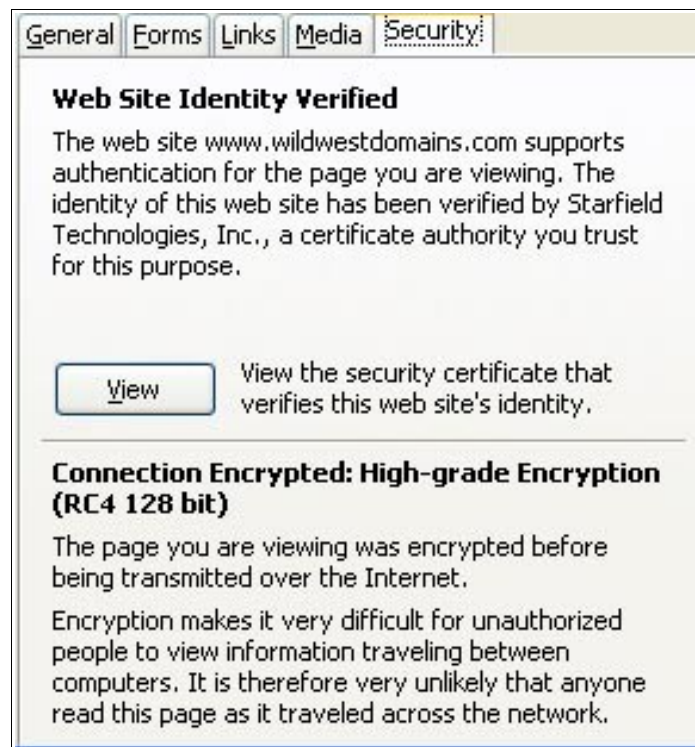 General Forms Links Media Security
Web Site Identity Verified
The web site www.wildwestdomains.com supports
authentication for the page you are viewing. The
identity of this web site has been verified by Starfield
Technologies, Inc., a certificate authority you trust
for this purpose.
View
View the security certificate that
verifies this web site's identity.
Connection Encrypted: High-grade Encryption
(RC4 128 bit)
The page you are viewing was encrypted before
being transmitted over the Internet.
Encryption makes it very difficult for unauthorized
people to view information traveling between
computers. It is therefore very unlikely that anyone
read this page as it traveled across the network.